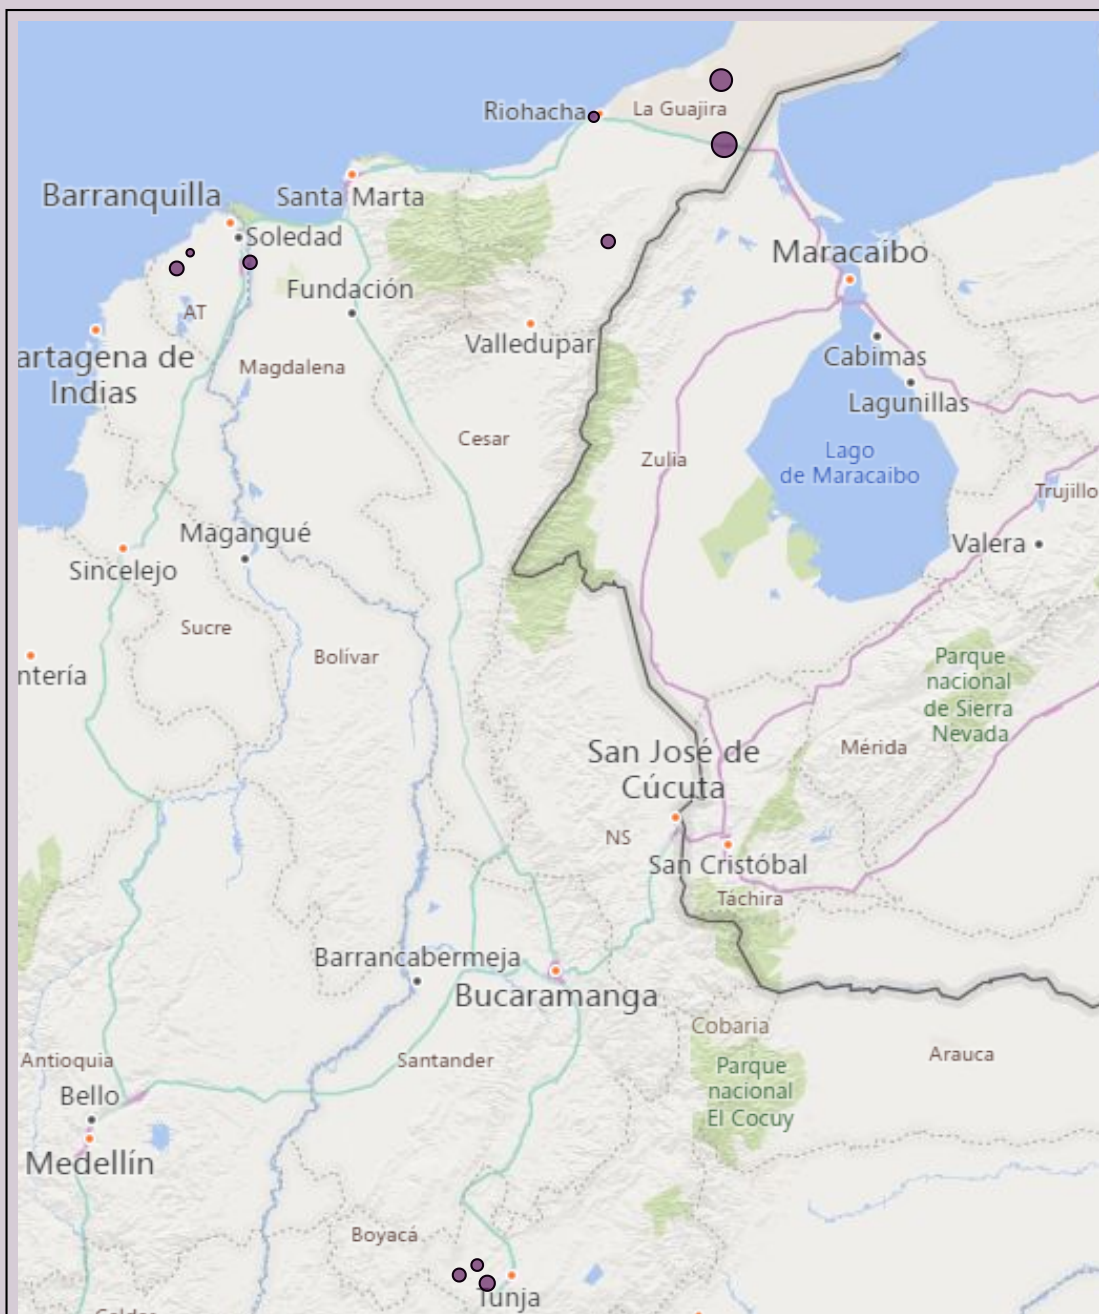 Riohacha
La Guajira
Barranquilla
Santa Marta
Soledad
Maracaibo
Fundación
AT
Valledupar
artagena de
Indias
Magdalena
Cabimas
Lagunillas
Cesar
Zulia
Lago
de Maracaibo
Trujillo
Magangué
Valera
Sincelejo
Sucre
Bolívar
ntería
Parque
nacional
de Sierra
Nevada
San José de
Cúcuta
Mérida
NS
San Cristóbal
Táchira
Barrancabermeja
Bucaramanga
Cobaria
Antioquia
Santander
Arauca
Parque
nacional
El Cocuy
Bello
Medellín
Boyacá
Tunja